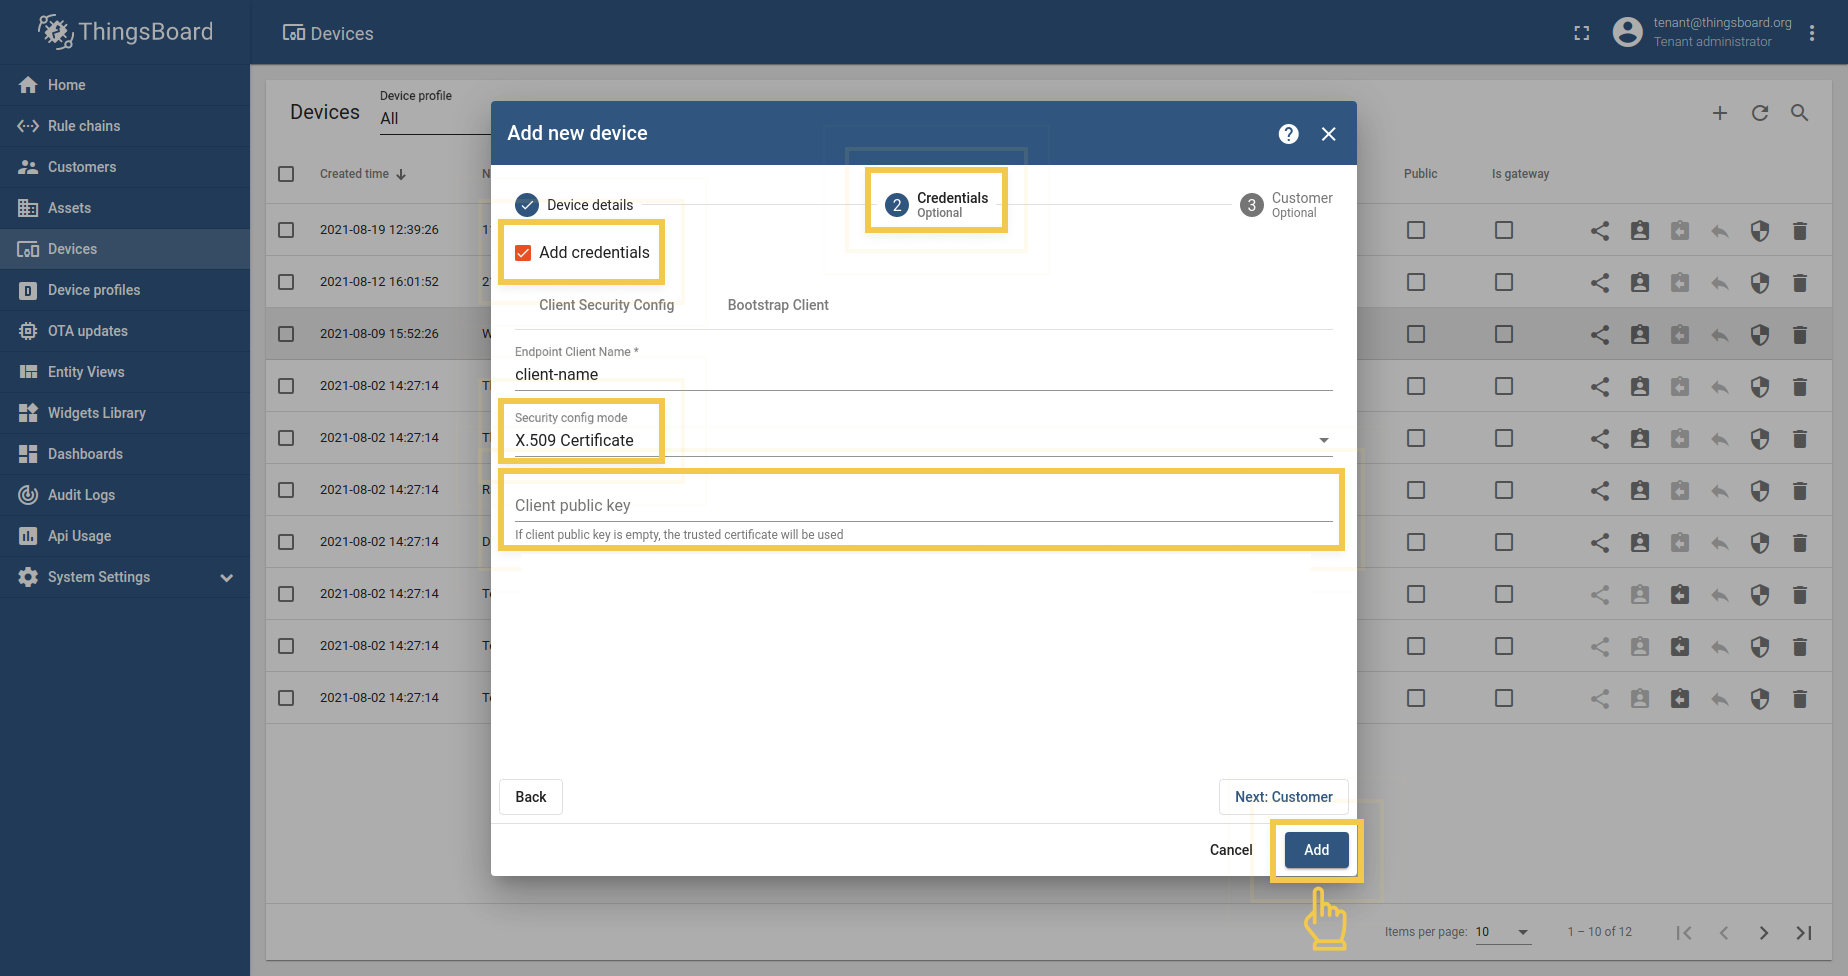 ThingsBoard
Devices
tenant@thingsboard.org
Tenant administrator
Home
Rule chains
Customers
Assets
Devices
Device profiles
OTA updates
Entity Views
Widgets Library
Dashboards
Audit Logs
Api Usage
System Settings
Devices
Device profile
All
Created time
Public
Is gateway
2021-08-19 12:39:26
2021-08-12 16:01:52
2021-08-09 15:52:26
2021-08-02 14:27:14
2021-08-02 14:27:14
2021-08-02 14:27:14
2021-08-02 14:27:14
2021-08-02 14:27:14
2021-08-02 14:27:14
2021-08-02 14:27:14
Add new device
Device details
2 Credentials
Optional
3 Customer
Optional
Add credentials
Client Security Config Bootstrap Client
Endpoint Client Name *
client-name
Security config mode
X.509 Certificate
Client public key
If client public key is empty, the trusted certificate will be used
Back
Next: Customer
Cancel
Add
Items per page: 10
1 – 10 of 12